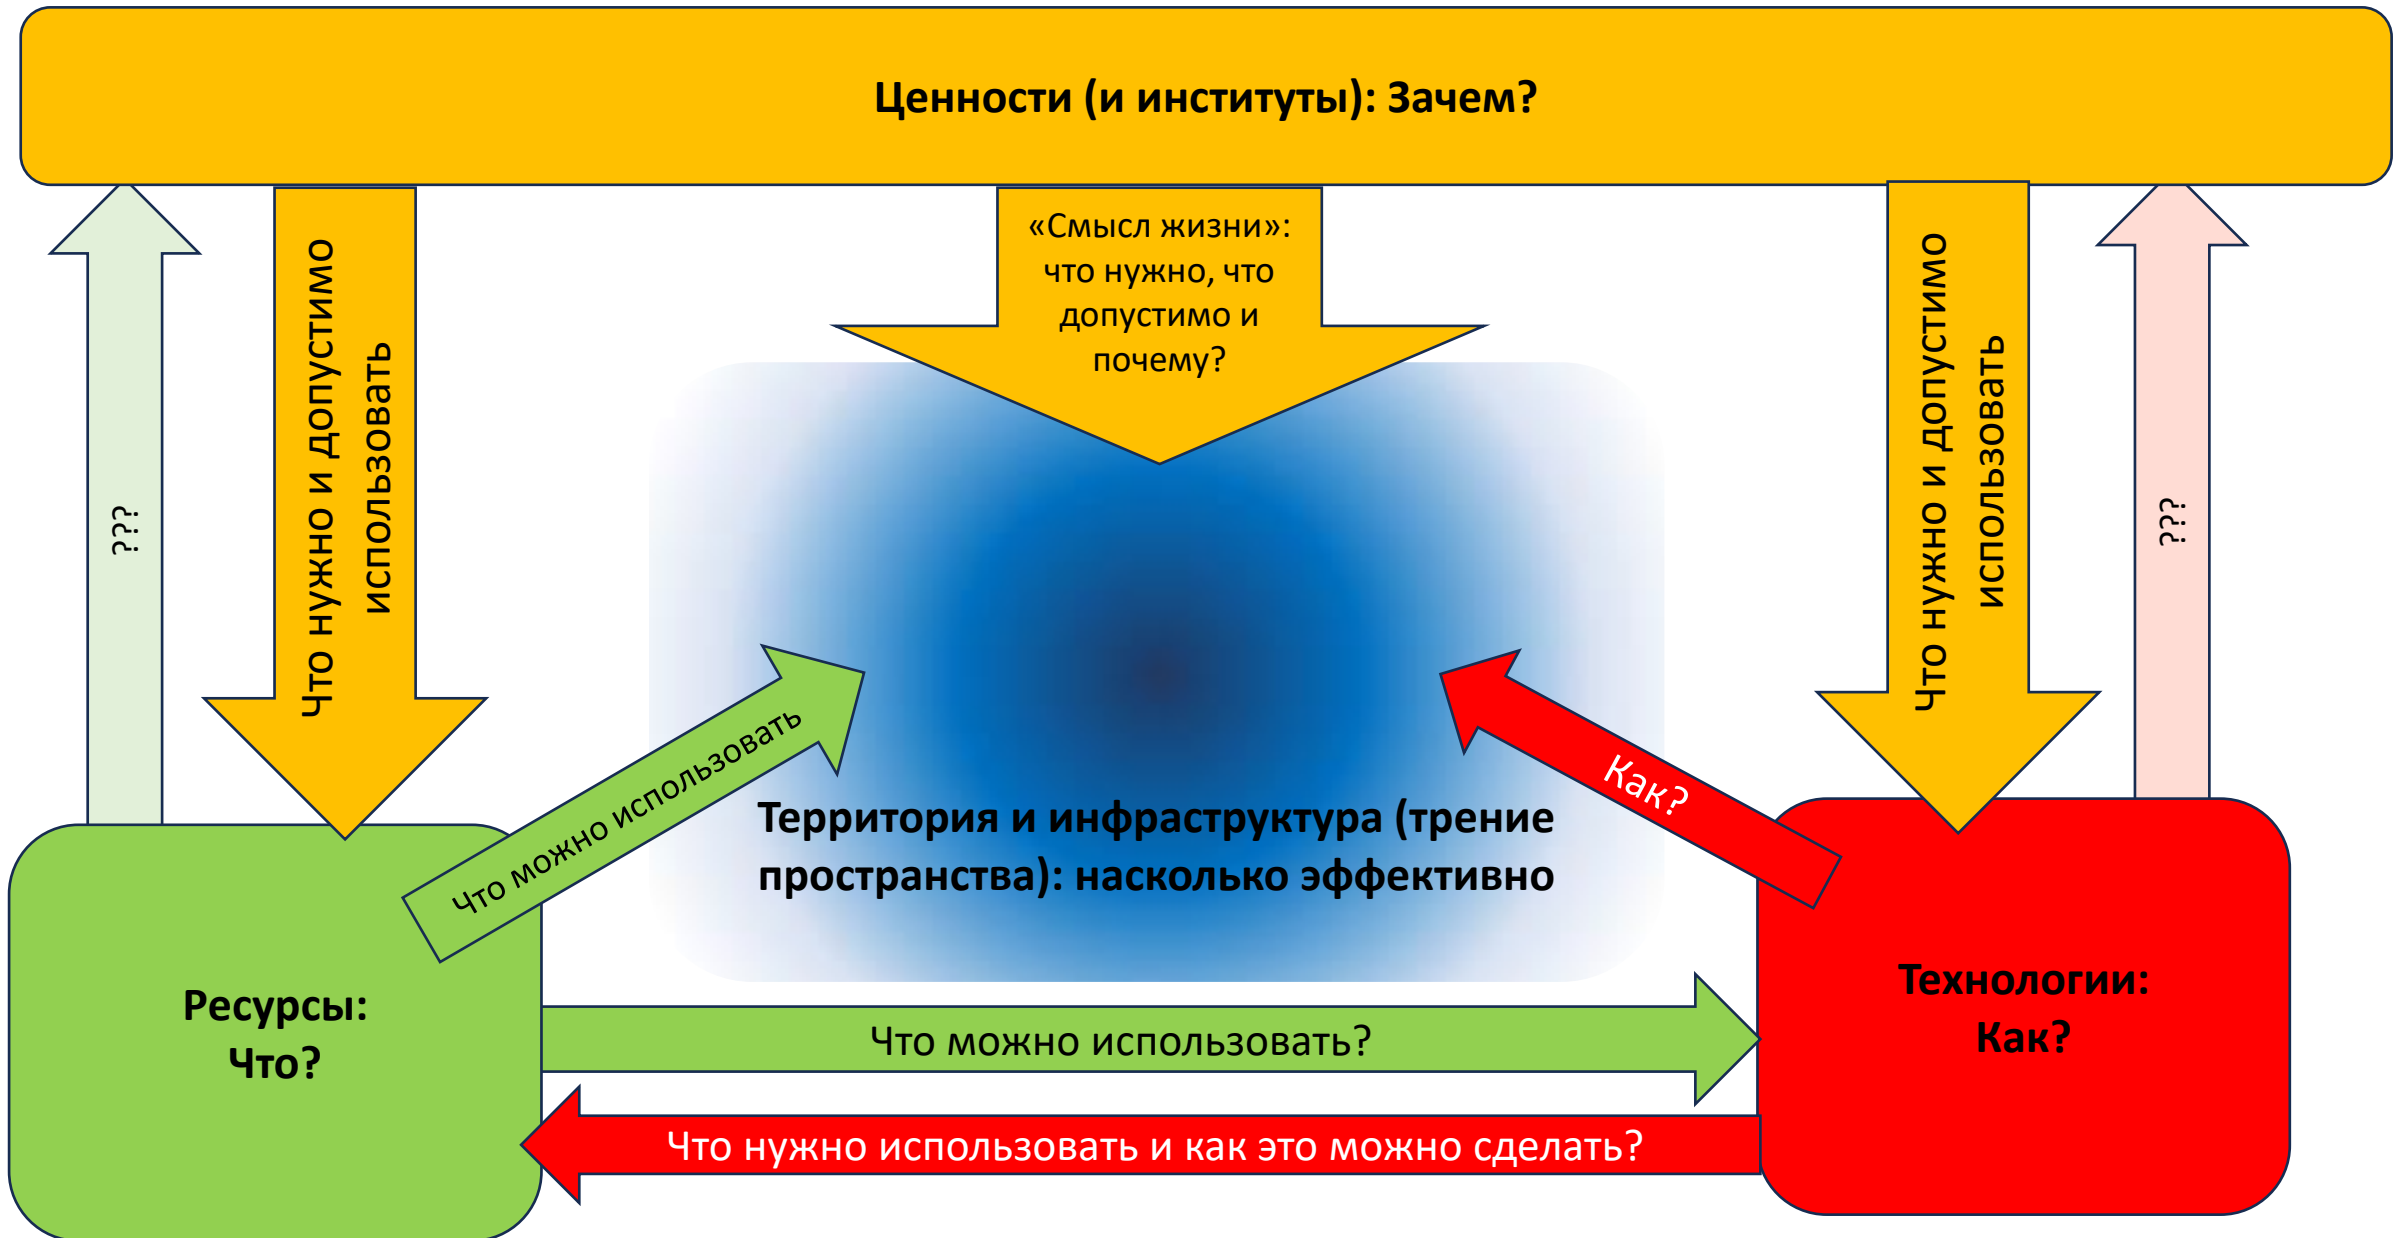 Ценности (и институты): Зачем?
«Смысл жизни»:
что нужно, что
допустимо и
почему?
???
Что нужно и допустимо
использовать
Что нужно и допустимо
использовать
???
Что можно использовать
Как?
Территория и инфраструктура (трение
пространства): насколько эффективно
Ресурсы:
Что?
Технологии:
Как?
Что можно использовать?
Что нужно использовать и как это можно сделать?